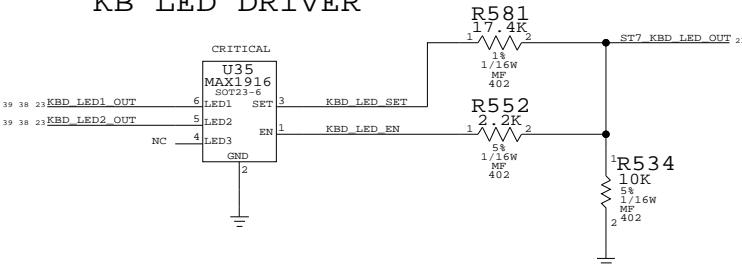 KB LED DRIVER
R581
17.4K
1 2
1%
1/16W
MF
402
ST7_KBD_LED_OUT
CRITICAL
U35
MAX1916
SOT23-6
39 38 23 KBD_LED1_OUT 6 LED1 SET 3 KBD_LED_SET
39 38 23 KBD_LED2_OUT 5 LED2 EN 1 KBD_LED_EN
NC 4 LED3
GND
2
R552
2.2K
1 2
5%
1/16W
MF
402
1
R534
10K
5%
1/16W
MF
402
2